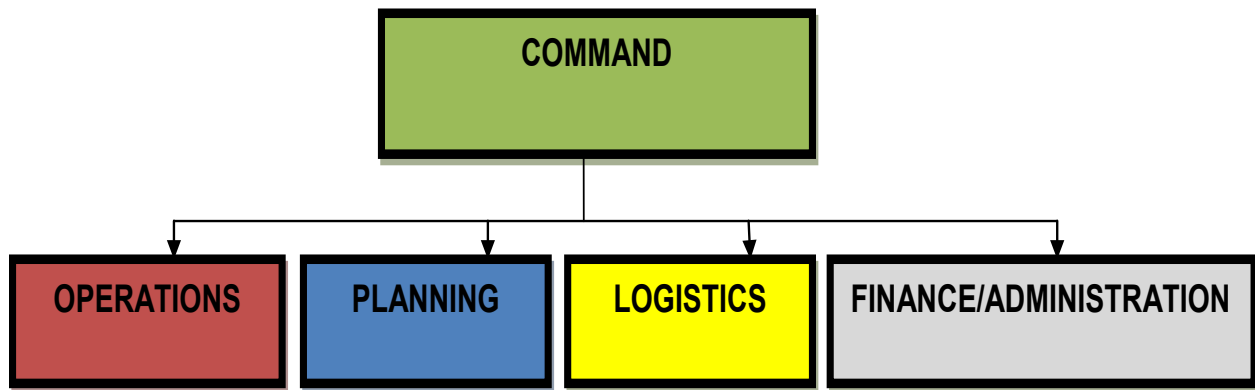 COMMAND
OPERATIONS
PLANNING
LOGISTICS
FINANCE/ADMINISTRATION